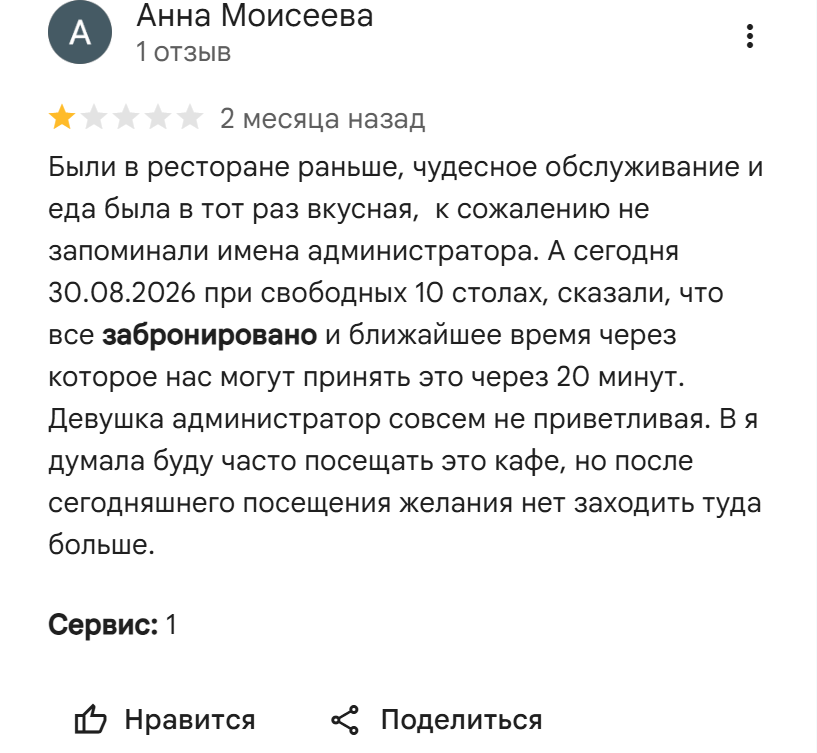 А
Анна Моисеева
1 отзыв
2 месяца назад
Были в ресторане раньше, чудесное обслуживание и
еда была в тот раз вкусная,  к сожалению не
запоминали имена администратора. А сегодня
30.08.2026 при свободных 10 столах, сказали, что
все забронировано и ближайшее время через
которое нас могут принять это через 20 минут.
Девушка администратор совсем не приветливая. В я
думала буду часто посещать это кафе, но после
сегодняшнего посещения желания нет заходить туда
больше.
Сервис: 1
Нравится
Поделиться